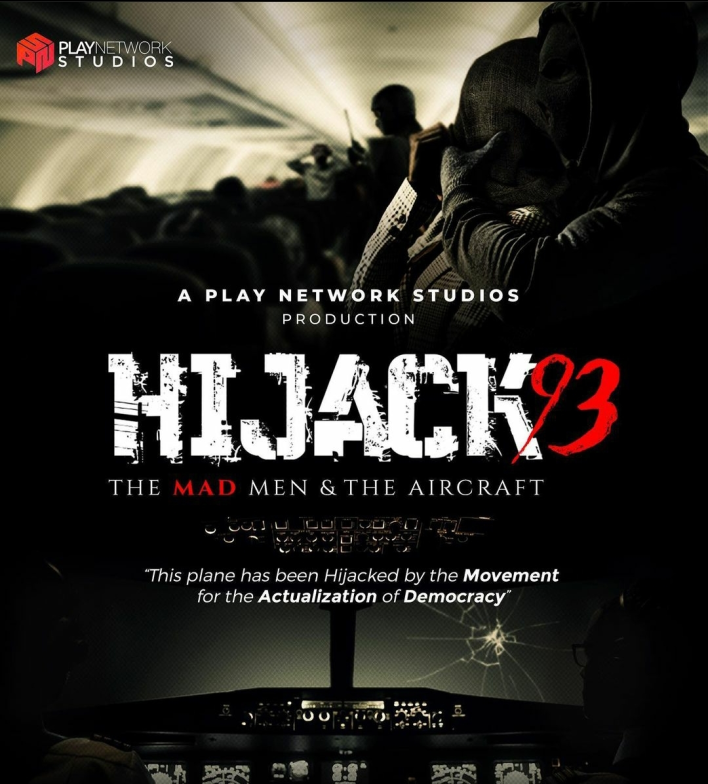 PLAYNETWORK
STUDIOS
A PLAY NETWORK STUDIOS
PRODUCTION
HIJACK93
THE MAD MEN & THE AIRCRAFT
“This plane has been Hijacked by the Movement
for the Actualization of Democracy”